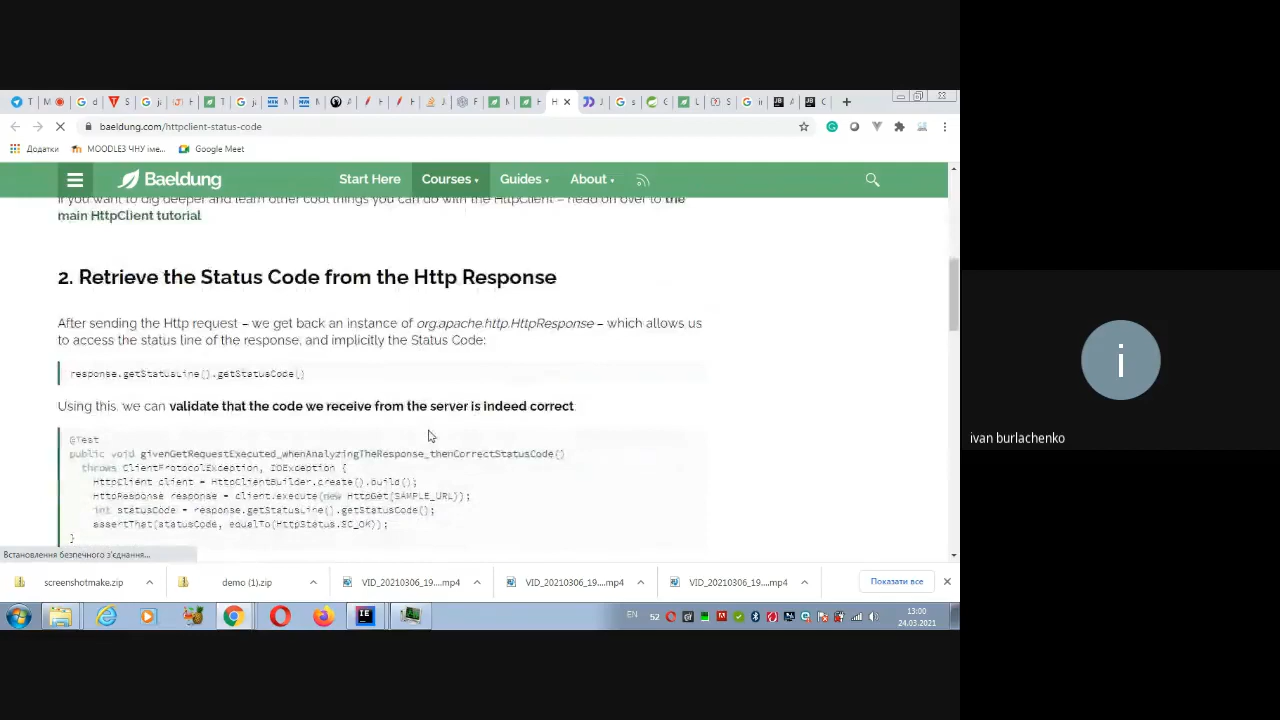 baeldung.com/httpclient-status-code
Додатки MOODLE3 ЧНУ іме... Google Meet
Baeldung Start Here Courses Guides About
If you want to dig deeper and learn other cool things you can do with the HttpClient – head on over to the
main HttpClient tutorial
2. Retrieve the Status Code from the Http Response
After sending the Http request – we get back an instance of org.apache.http.HttpResponse – which allows us
to access the status line of the response, and implicitly the Status Code:
response.getStatusLine().getStatusCode()
Using this, we can validate that the code we receive from the server is indeed correct:
@Test
public void givenGetRequestExecuted_whenAnalyzingTheResponse_thenCorrectStatusCode()
throws ClientProtocolException, IOException {
HttpClient client = HttpClientBuilder.create().build();
HttpResponse response = client.execute(new HttpGet(SAMPLE_URL));
int statusCode = response.getStatusLine().getStatusCode();
assertThat(statusCode, equalTo(HttpStatus.SC_OK));
}
Встановлення безпечного з'єднання...
screenshotmake.zip demo (1).zip VID_20210306_19....mp4 VID_20210306_19....mp4 VID_20210306_19....mp4 Показати все
EN 52 13:00
24.03.2021
i
ivan burlachenko